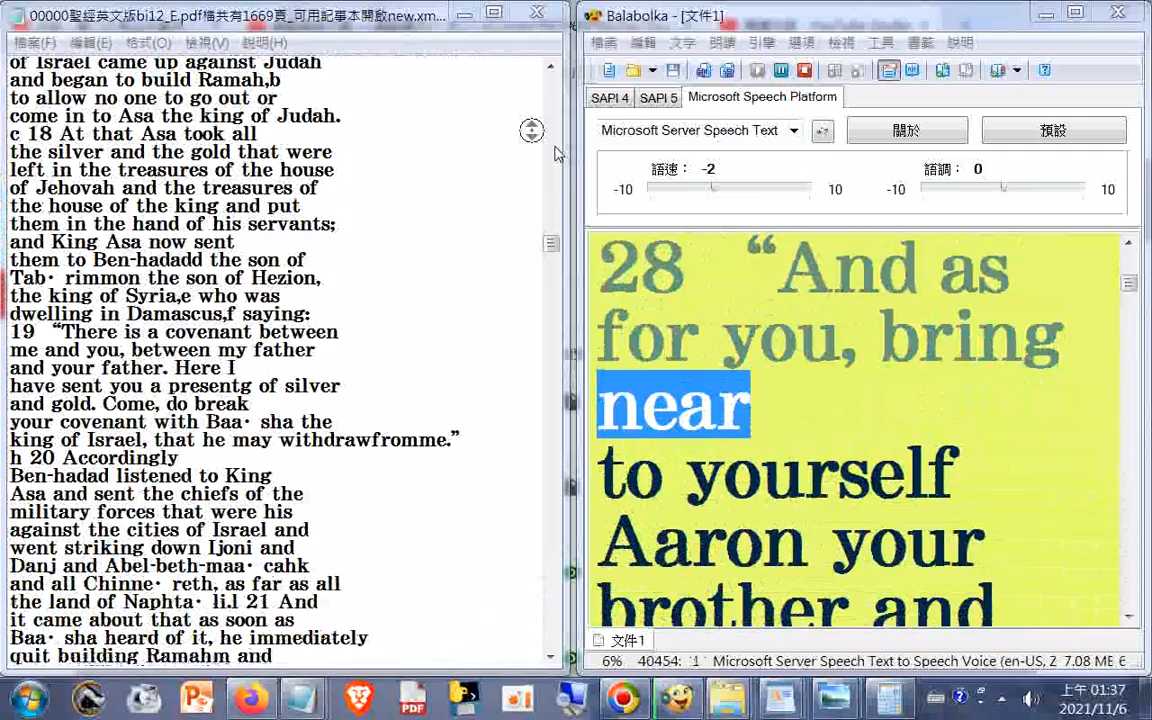 00000聖經英文版bi12_E.pdf檔共有1669頁_可用記事本開啟new.xm...
檔案(F) 編輯(E) 格式(O) 檢視(V) 說明(H)
of Israel came up against Judah
and began to build Ramah,b
to allow no one to go out or
come in to Asa the king of Judah.
c 18 At that Asa took all
the silver and the gold that were
left in the treasures of the house
of Jehovah and the treasures of
the house of the king and put
them in the hand of his servants;
and King Asa now sent
them to Ben-hadadd the son of
Tab· rimmon the son of Hezion,
the king of Syria,e who was
dwelling in Damascus,f saying:
19 “There is a covenant between
me and you, between my father
and your father. Here I
have sent you a presentg of silver
and gold. Come, do break
your covenant with Baa· sha the
king of Israel, that he may withdrawfromme.”
h 20 Accordingly
Ben-hadad listened to King
Asa and sent the chiefs of the
military forces that were his
against the cities of Israel and
went striking down Ijoni and
Danj and Abel-beth-maa· cahk
and all Chinne· reth, as far as all
the land of Naphta· li.l 21 And
it came about that as soon as
Baa· sha heard of it, he immediately
quit building Ramahm and
Balabolka - [文件1]
檔案 編輯 文字 朗讀 引擎 選項 檢視 工具 書籤 說明
SAPI 4 SAPI 5 Microsoft Speech Platform
Microsoft Server Speech Text 關於 預設
語速： -2 語調： 0
-10 10 -10 10
28 “And as
for you, bring
near
to yourself
Aaron your
brother and
文件1
6% 40454: :1 Microsoft Server Speech Text to Speech Voice (en-US, 2 7.08 MB 6
上午 01:37
2021/11/6